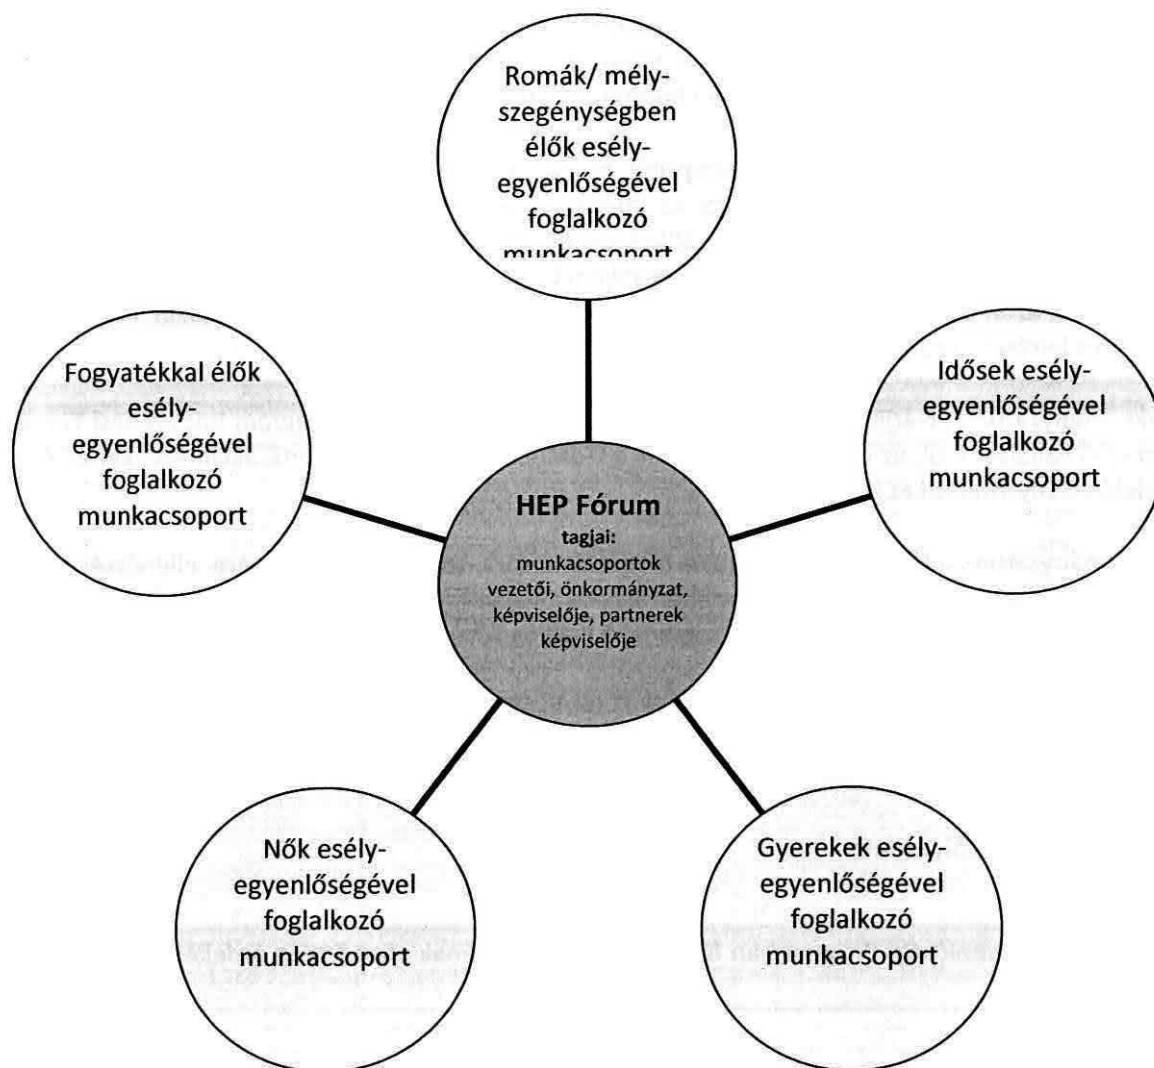 Romák/ mély-
szegénységben
élők esély-
egyenlőségével
foglalkozó
munkacsoport
Fogyatékkal élők
esély-
egyenlőségével
foglalkozó
munkacsoport
Idősek esély-
egyenlőségével
foglalkozó
munkacsoport
HEP Fórum
tagjai:
munkacsoportok
vezetői, önkormányzat,
képviselője, partnerek
képviselője
Nők esély-
egyenlőségével
foglalkozó
munkacsoport
Gyerekek esély-
egyenlőségével
foglalkozó
munkacsoport